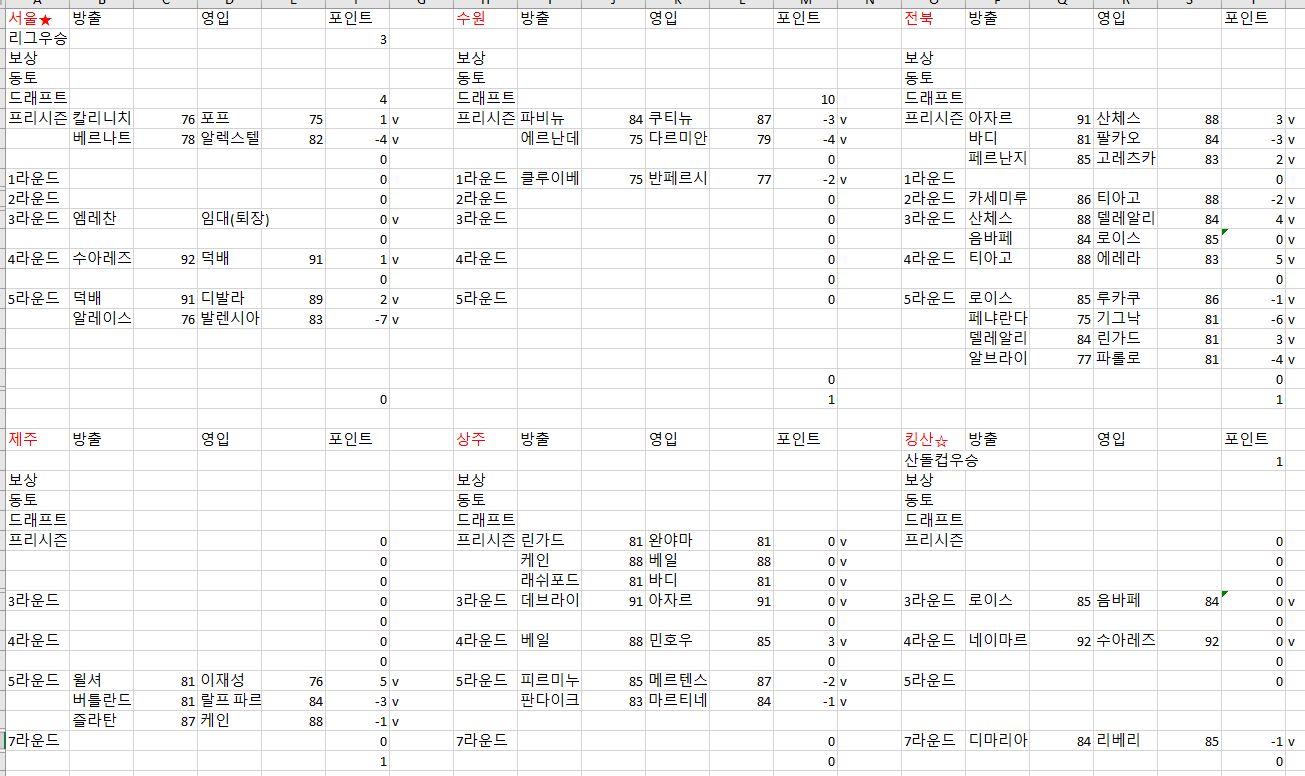 서울★ 방출 영입 포인트 수원 방출 영입 포인트 전북 방출 영입 포인트
리그우승 3
보상 보상 보상
동토 동토 동토
드래프트 4 드래프트 10 드래프트
프리시즌 칼리니치 76 포프 75 1 v 프리시즌 파비뉴 84 쿠티뉴 87 -3 v 프리시즌 아자르 91 산체스 88 3 v
베르나트 78 알렉스텔 82 -4 v 에르난데 75 다르미안 79 -4 v 바디 81 팔카오 84 -3 v
0 0 페르난지 85 고레츠카 83 2 v
1라운드 0 1라운드 클루이베 75 반페르시 77 -2 v 1라운드 0
2라운드 0 2라운드 0 2라운드 카세미루 86 티아고 88 -2 v
3라운드 엠레찬 임대(퇴장) 0 v 3라운드 0 3라운드 산체스 88 델레알리 84 4 v
0 0 음바페 84 로이스 85 0 v
4라운드 수아레즈 92 덕배 91 1 v 4라운드 0 4라운드 티아고 88 에레라 83 5 v
0 0 0
5라운드 덕배 91 디발라 89 2 v 5라운드 0 5라운드 로이스 85 루카쿠 86 -1 v
알레이스 76 발렌시아 83 -7 v 페냐란다 75 기그낙 81 -6 v
델레알리 84 린가드 81 3 v
알브라이 77 파롤로 81 -4 v
0 0
0 1 1
제주 방출 영입 포인트 상주 방출 영입 포인트 킹산☆ 방출 영입 포인트
산돌컵우승 1
보상 보상 보상
동토 동토 동토
드래프트 드래프트 드래프트
프리시즌 0 프리시즌 린가드 81 완야마 81 0 v 프리시즌 0
0 케인 88 베일 88 0 v 0
0 래쉬포드 81 바디 81 0 v 0
3라운드 0 3라운드 데브라이 91 아자르 91 0 v 3라운드 로이스 85 음바페 84 0 v
0 0 0
4라운드 0 4라운드 베일 88 민호우 85 3 v 4라운드 네이마르 92 수아레즈 92 0 v
0 0 0
5라운드 윌셔 81 이재성 76 5 v 5라운드 피르미누 85 메르텐스 87 -2 v 5라운드 0
버틀란드 81 랄프 파르 84 -3 v 판다이크 83 마르티네 84 -1 v
즐라탄 87 케인 88 -1 v
7라운드 0 7라운드 0 7라운드 디마리아 84 리베리 85 -1 v
1 0 0